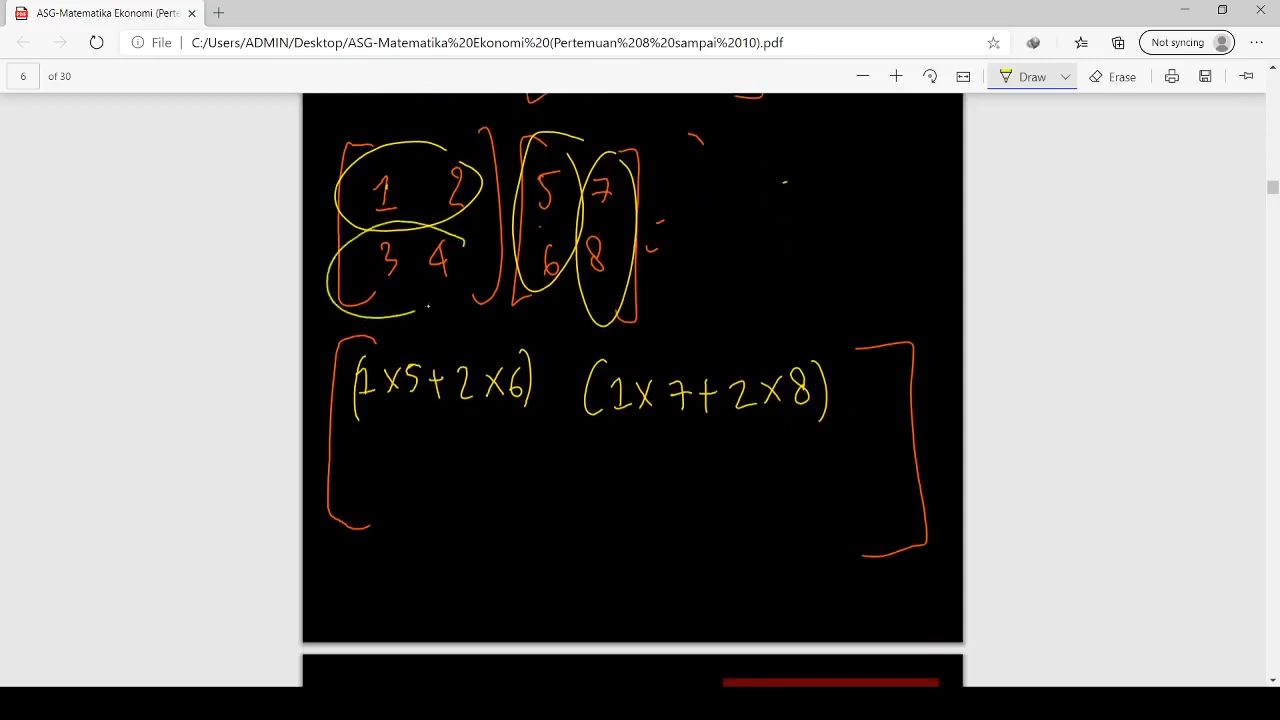 ASG-Matematika Ekonomi (Perte
File C:/Users/ADMIN/Desktop/ASG-Matematika%20Ekonomi%20(Pertemuan%208%20sampai%2010).pdf Not syncing
6 of 30 Draw Erase
1 2 5 7
3 4 6 8 =
(1x5+2x6) (1x7+2x8)